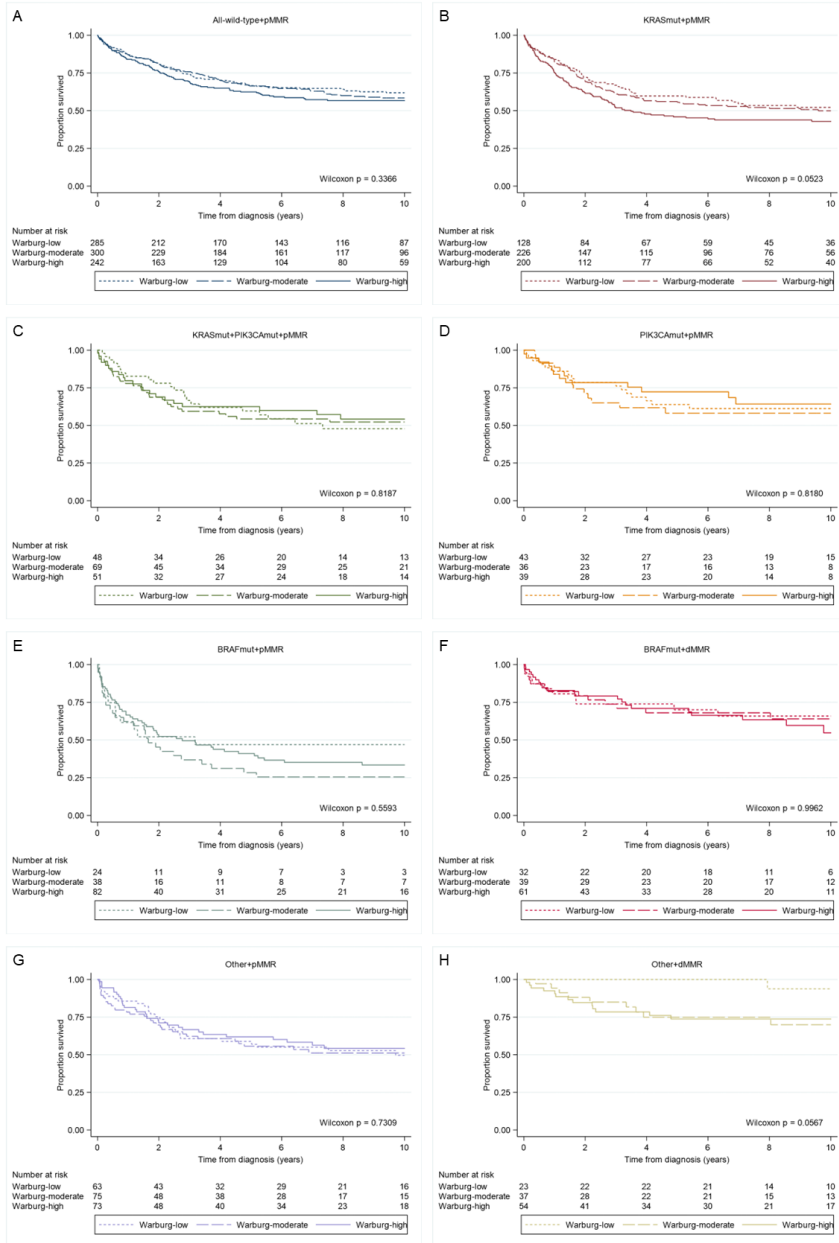 A
All-wild-type+pMMR
1.00
0.75
0.50
0.25
0.00
Proportion survived
Wilcoxon p = 0.3366
0 2 4 6 8 10
Time from diagnosis (years)
Number at risk
Warburg-low 285 212 170 143 116 87
Warburg-moderate 300 229 184 161 117 96
Warburg-high 242 163 129 104 80 59
Warburg-low Warburg-moderate Warburg-high
B
KRASmut+pMMR
1.00
0.75
0.50
0.25
0.00
Proportion survived
Wilcoxon p = 0.0523
0 2 4 6 8 10
Time from diagnosis (years)
Number at risk
Warburg-low 128 84 67 59 45 36
Warburg-moderate 226 147 115 96 76 56
Warburg-high 200 112 77 66 52 40
Warburg-low Warburg-moderate Warburg-high
C
KRASmut+PIK3CAmut+pMMR
1.00
0.75
0.50
0.25
0.00
Proportion survived
Wilcoxon p = 0.8187
0 2 4 6 8 10
Time from diagnosis (years)
Number at risk
Warburg-low 48 34 26 20 14 13
Warburg-moderate 69 45 34 29 25 21
Warburg-high 51 32 27 24 18 14
Warburg-low Warburg-moderate Warburg-high
D
PIK3CAmut+pMMR
1.00
0.75
0.50
0.25
0.00
Proportion survived
Wilcoxon p = 0.8180
0 2 4 6 8 10
Time from diagnosis (years)
Number at risk
Warburg-low 43 32 27 23 19 15
Warburg-moderate 36 23 17 16 13 8
Warburg-high 39 28 23 20 14 8
Warburg-low Warburg-moderate Warburg-high
E
BRAFmut+pMMR
1.00
0.75
0.50
0.25
0.00
Proportion survived
Wilcoxon p = 0.5593
0 2 4 6 8 10
Time from diagnosis (years)
Number at risk
Warburg-low 24 11 9 7 3 3
Warburg-moderate 38 16 11 8 7 7
Warburg-high 82 40 31 25 21 16
Warburg-low Warburg-moderate Warburg-high
F
BRAFmut+dMMR
1.00
0.75
0.50
0.25
0.00
Proportion survived
Wilcoxon p = 0.9962
0 2 4 6 8 10
Time from diagnosis (years)
Number at risk
Warburg-low 32 22 20 18 11 6
Warburg-moderate 39 29 23 20 17 12
Warburg-high 61 43 33 28 20 11
Warburg-low Warburg-moderate Warburg-high
G
Other+pMMR
1.00
0.75
0.50
0.25
0.00
Proportion survived
Wilcoxon p = 0.7309
0 2 4 6 8 10
Time from diagnosis (years)
Number at risk
Warburg-low 63 43 32 29 21 16
Warburg-moderate 75 48 38 28 17 15
Warburg-high 73 48 40 34 23 18
Warburg-low Warburg-moderate Warburg-high
H
Other+dMMR
1.00
0.75
0.50
0.25
0.00
Proportion survived
Wilcoxon p = 0.0567
0 2 4 6 8 10
Time from diagnosis (years)
Number at risk
Warburg-low 23 22 22 21 14 10
Warburg-moderate 37 28 22 21 15 13
Warburg-high 54 41 34 30 21 17
Warburg-low Warburg-moderate Warburg-high